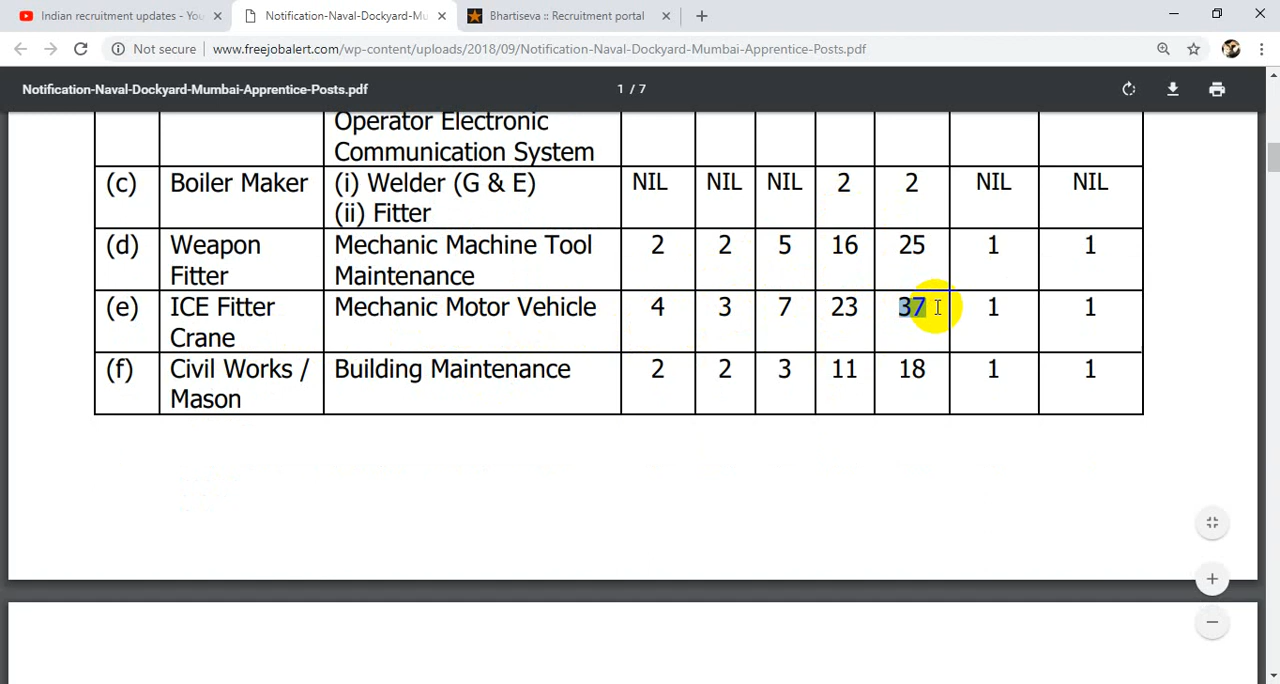 Indian recruitment updates - You
Notification-Naval-Dockyard-Mu
Bhartiseva :: Recruitment portal
Not secure
www.freejobalert.com/wp-content/uploads/2018/09/Notification-Naval-Dockyard-Mumbai-Apprentice-Posts.pdf
Notification-Naval-Dockyard-Mumbai-Apprentice-Posts.pdf
1 / 7
Operator Electronic
Communication System
(c) Boiler Maker (i) Welder (G & E) NIL NIL NIL 2 2 NIL NIL
(ii) Fitter
(d) Weapon Mechanic Machine Tool 2 2 5 16 25 1 1
Fitter Maintenance
(e) ICE Fitter Mechanic Motor Vehicle 4 3 7 23 37 1 1
Crane
(f) Civil Works / Building Maintenance 2 2 3 11 18 1 1
Mason